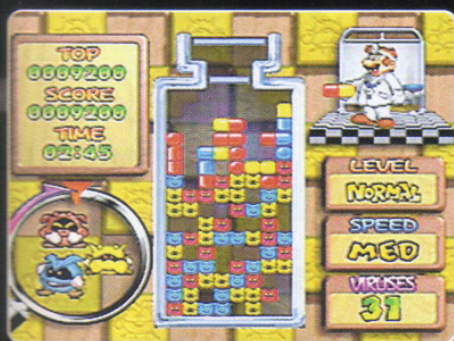 TOP
0009200
SCORE
0009200
TIME
02:45
LEVEL
NORMAL
SPEED
MED
VIRUSES
31